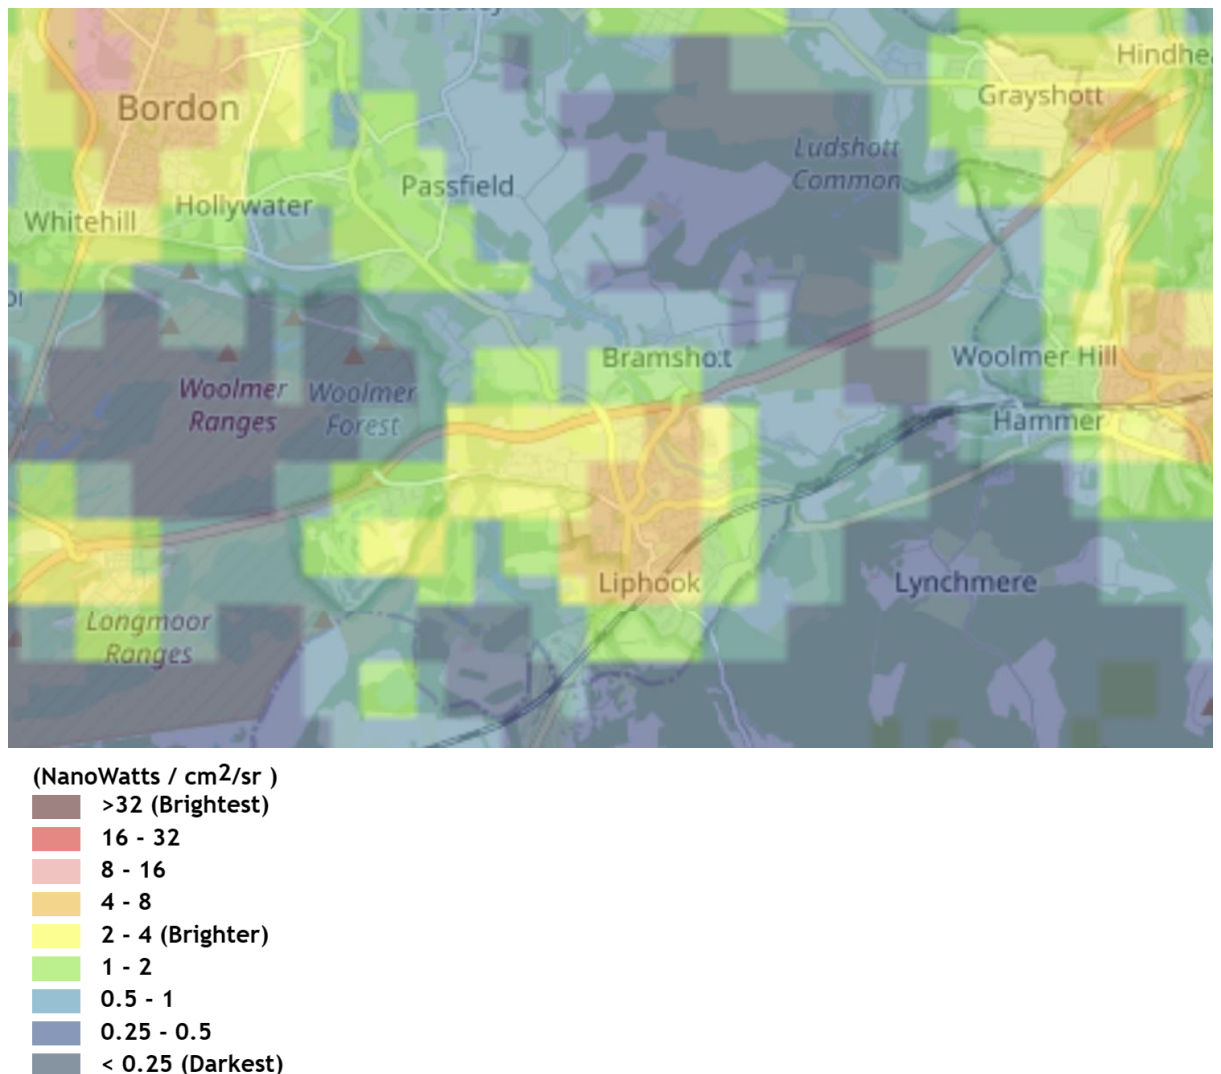 Hindhea
Grayshott
Bordon
Ludshott
Common
Passfield
Hollywater
Whitehill
Bramshott
Woolmer Hill
Woolmer
Ranges
Woolmer
Forest
Hammer
Liphook
Lynchmere
Longmoor
Ranges
(NanoWatts / cm2/sr )
>32 (Brightest)
16 - 32
8 - 16
4 - 8
2 - 4 (Brighter)
1 - 2
0.5 - 1
0.25 - 0.5
< 0.25 (Darkest)